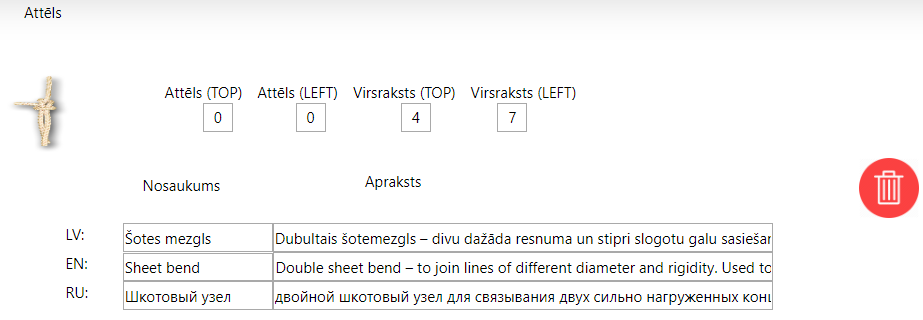 Attēls
Attēls (TOP) Attēls (LEFT) Virsraksts (TOP) Virsraksts (LEFT)
0 0 4 7
Nosaukums Apraksts
LV: Šotes mezgls Dubultais šotemezgls – divu dažāda resnuma un stipri slogotu galu
EN: Sheet bend Double sheet bend – to join lines of different diameter and rigidity. Used to
RU: Шкотовый узел двойной шкотовый узел для связывания двух сильно нагруженных